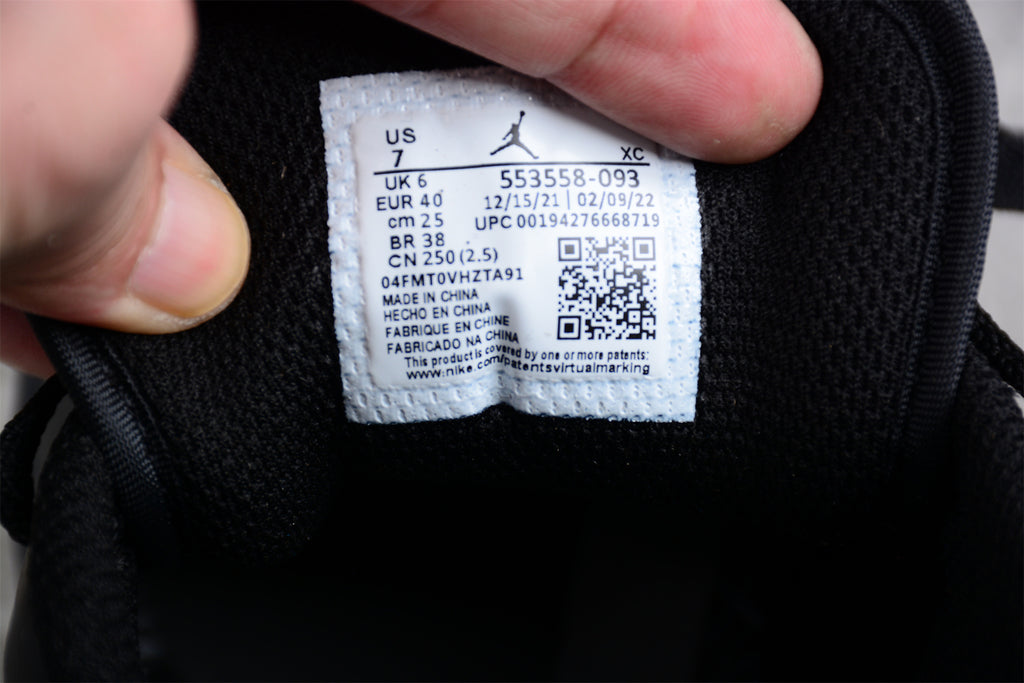 US
7 XC
UK 6 553558-093
EUR 40 12/15/21 | 02/09/22
cm 25 UPC 00194276668719
BR 38
CN 250 (2.5)
04FMT0VHZTA91
MADE IN CHINA
HECHO EN CHINA
FABRIQUE EN CHINE
FABRICADO NA CHINA
This product is covered by one or more patents:
www.nike.com/patentsvirtualmarking